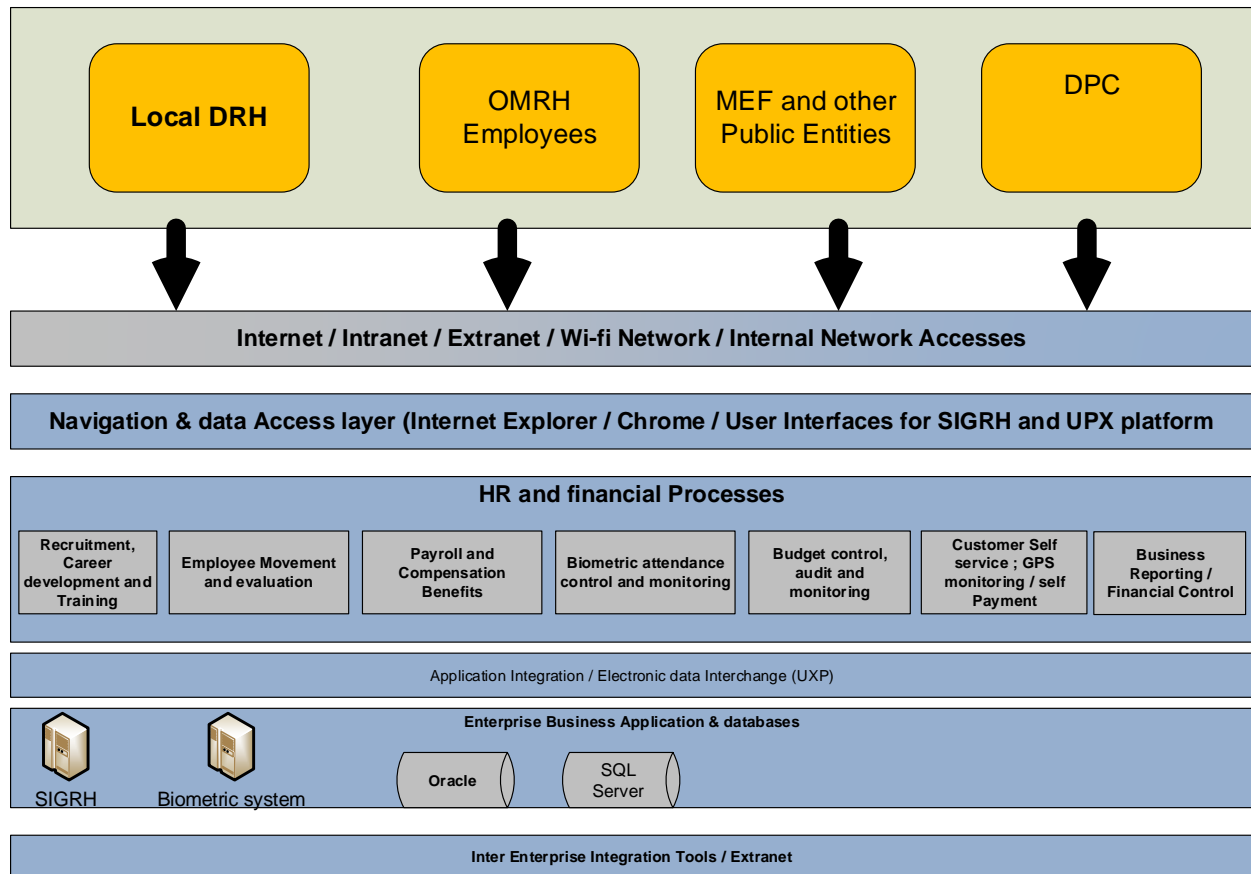 Local DRH
OMRH
Employees
MEF and other
Public Entities
DPC
Internet / Intranet / Extranet / Wi-fi Network / Internal Network Accesses
Navigation & data Access layer (Internet Explorer / Chrome / User Interfaces for SIGRH and UPX platform
HR and financial Processes
Recruitment,
Career
development and
Training
Employee Movement
and evaluation
Payroll and
Compensation
Benefits
Biometric attendance
control and monitoring
Budget control,
audit and
monitoring
Customer Self
service ; GPS
monitoring / self
Payment
Business
Reporting /
Financial Control
Application Integration / Electronic data Interchange (UXP)
Enterprise Business Application & databases
SIGRH
Biometric system
Oracle
SQL
Server
Inter Enterprise Integration Tools / Extranet